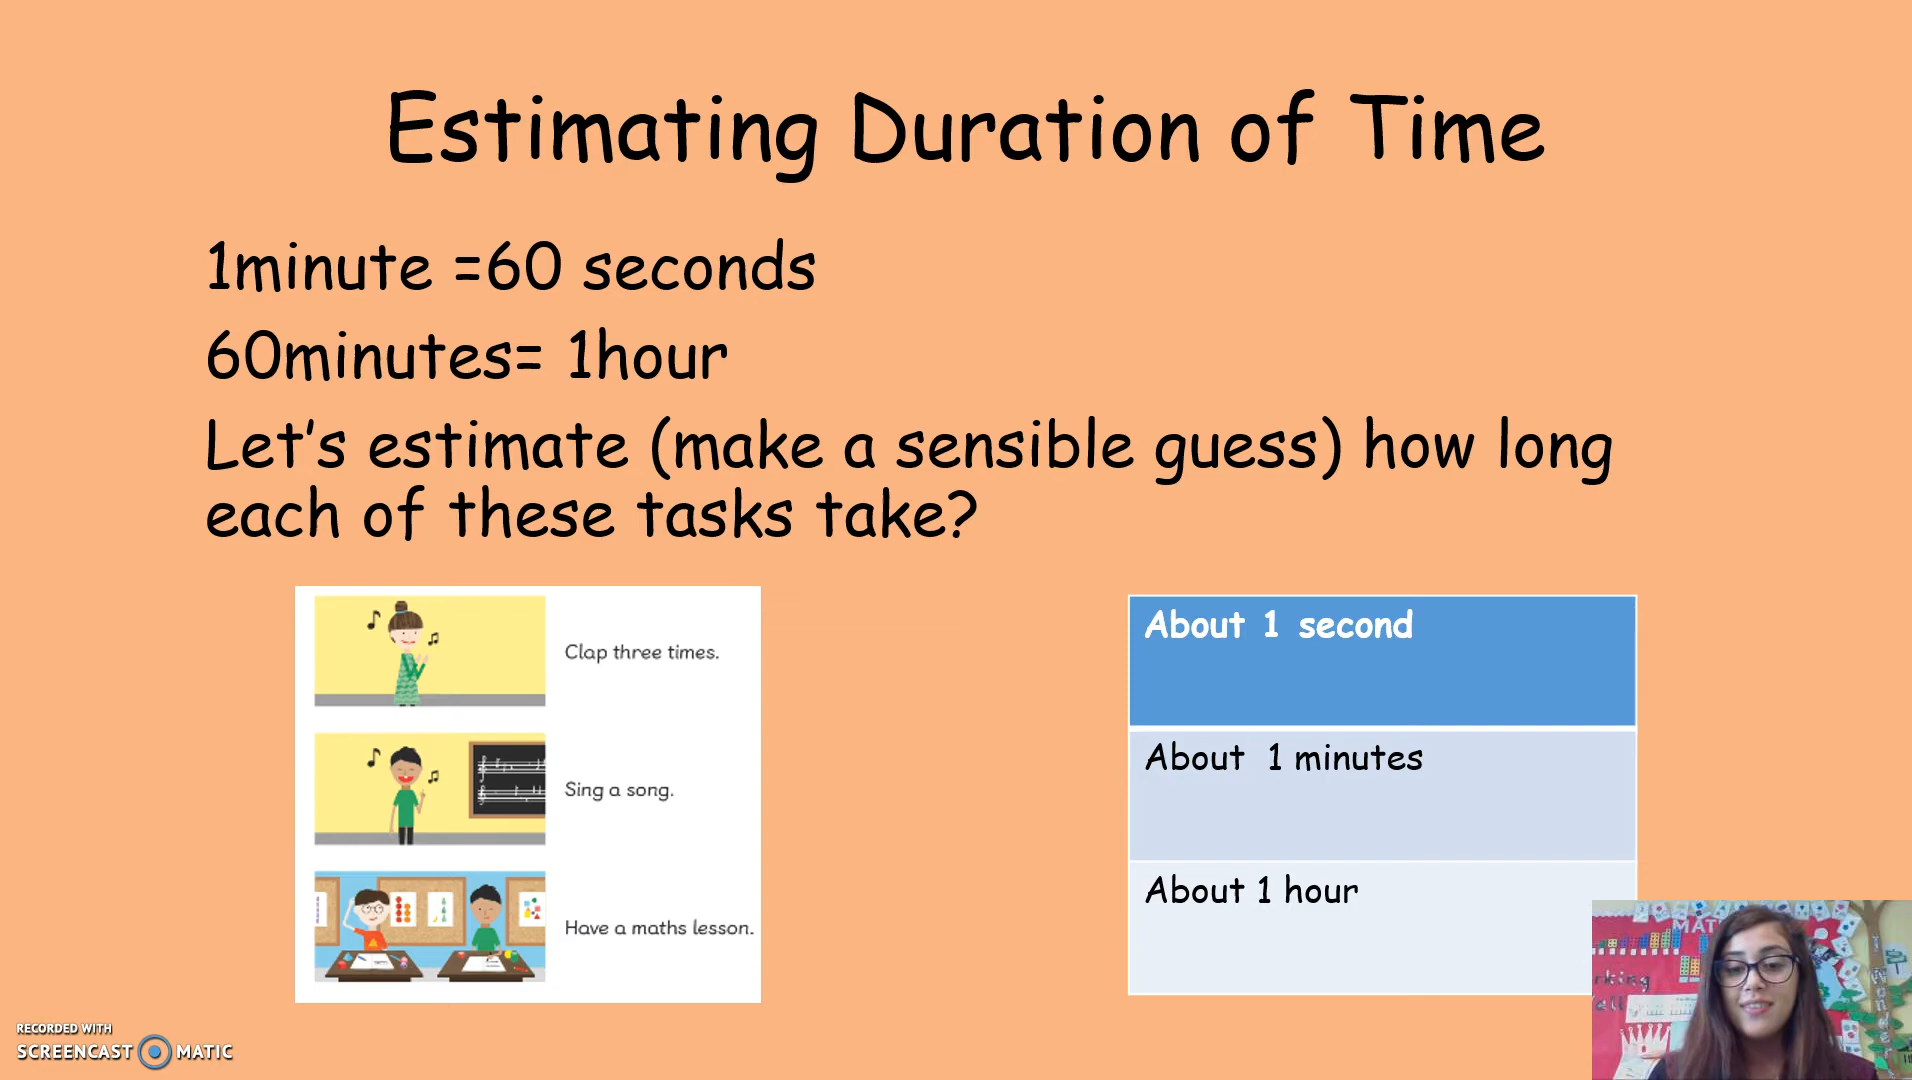 Estimating Duration of Time
1minute =60 seconds
60minutes= 1hour
Let's estimate (make a sensible guess) how long
each of these tasks take?
Clap three times.
Sing a song.
Have a maths lesson.
About 1 second
About 1 minutes
About 1 hour
RECORDED WITH
SCREENCAST MATIC